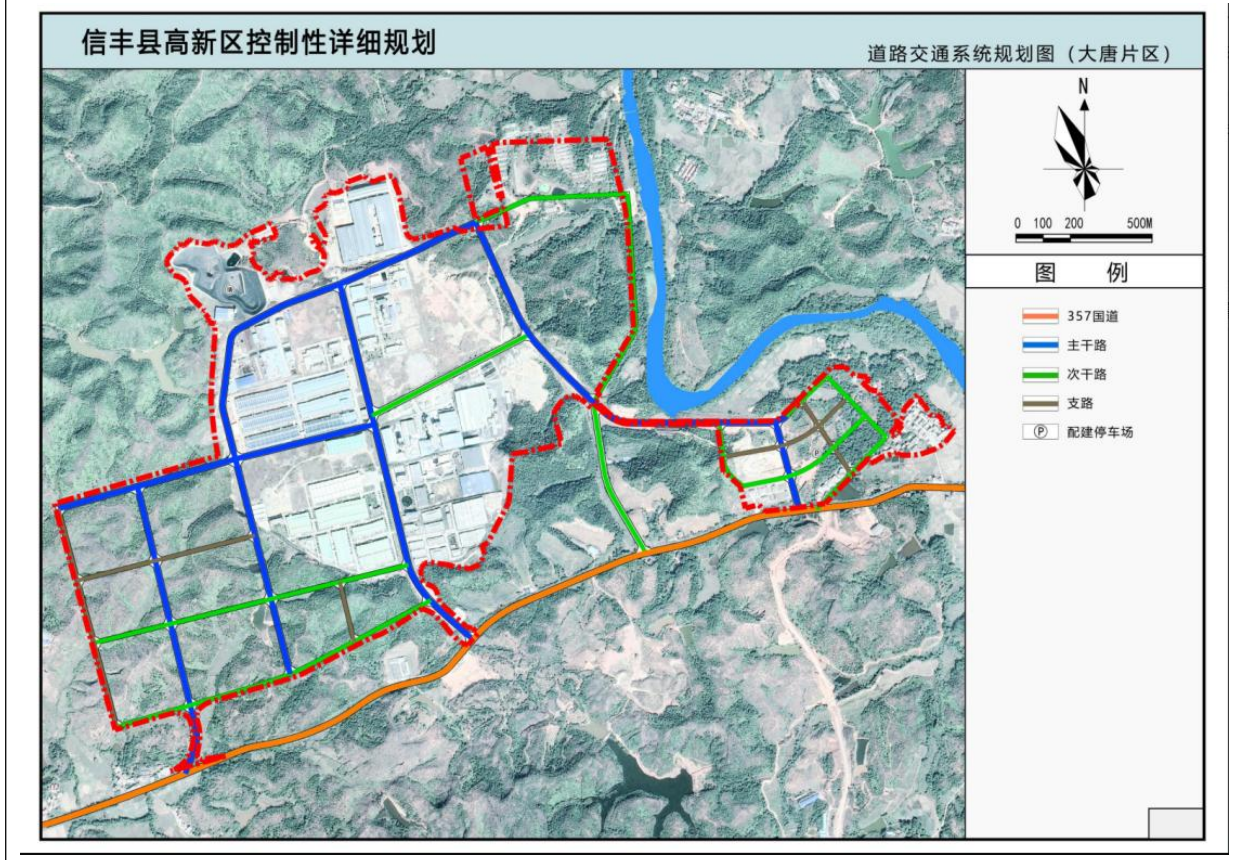 信丰县高新区控制性详细规划
道路交通系统规划图（大唐片区）
N
0 100 200 500M
图 例
357国道
主干路
次干路
支路
P 配建停车场
P